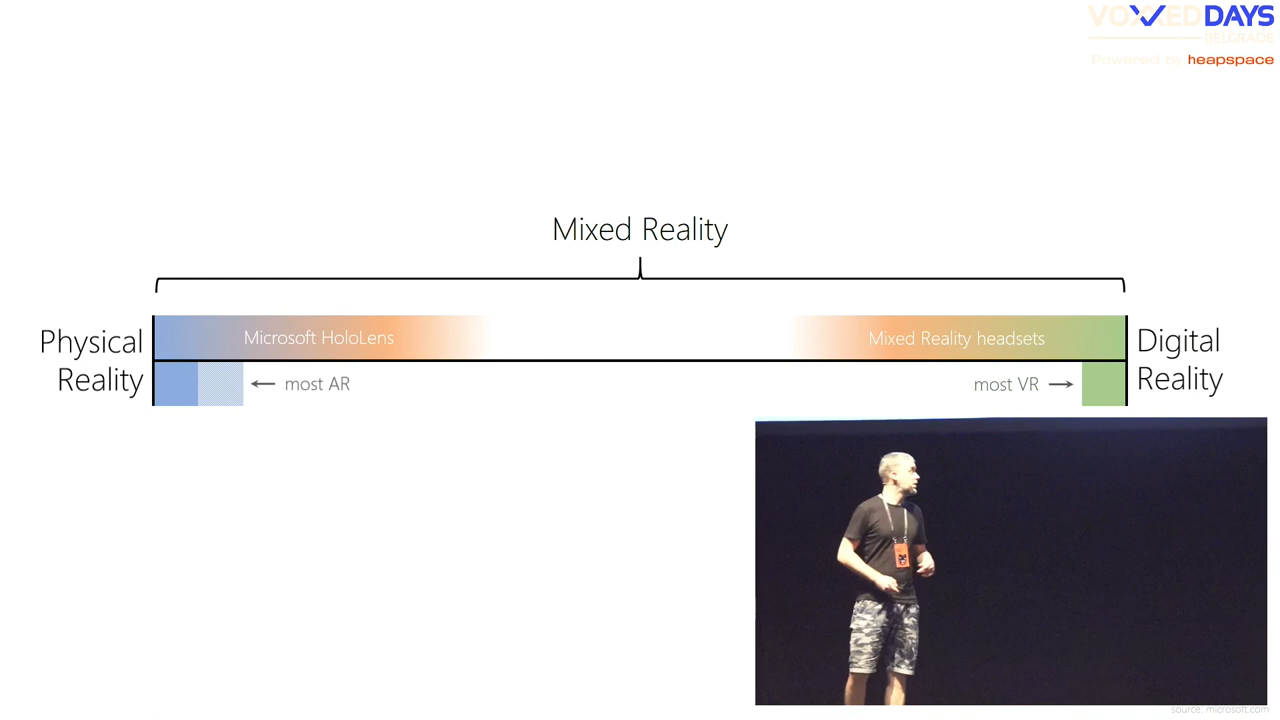 VOXXED DAYS
BELGRADE
Powered by heapspace
Mixed Reality
Physical
Reality
Microsoft HoloLens
Mixed Reality headsets
Digital
Reality
← most AR
most VR →
source: microsoft.com